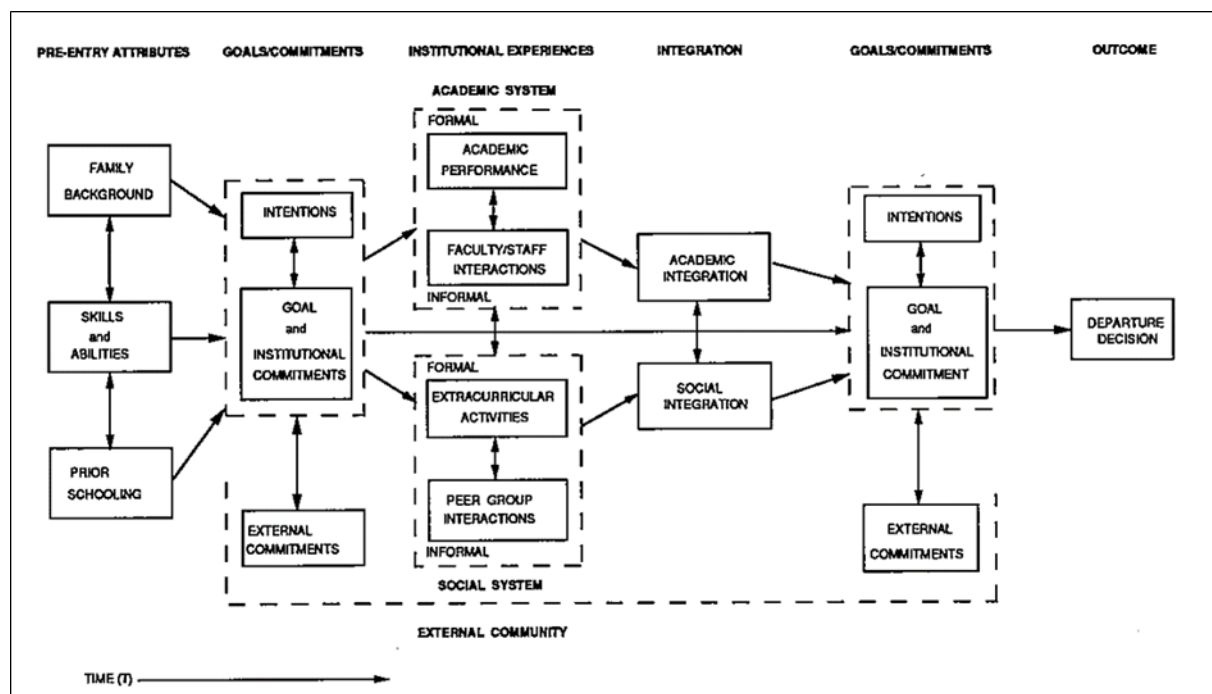 PRE-ENTRY ATTRIBUTES
GOALS/COMMITMENTS
INSTITUTIONAL EXPERIENCES
INTEGRATION
GOALS/COMMITMENTS
OUTCOME
ACADEMIC SYSTEM
FORMAL
ACADEMIC
PERFORMANCE
FAMILY
BACKGROUND
INTENTIONS
FACULTY/STAFF
INTERACTIONS
INFORMAL
ACADEMIC
INTEGRATION
INTENTIONS
SKILLS
and
ABILITIES
GOAL
and
INSTITUTIONAL
COMMITMENTS
GOAL
and
INSTITUTIONAL
COMMITMENT
DEPARTURE
DECISION
FORMAL
EXTRACURRICULAR
ACTIVITIES
SOCIAL
INTEGRATION
PRIOR
SCHOOLING
EXTERNAL
COMMITMENTS
PEER GROUP
INTERACTIONS
INFORMAL
EXTERNAL
COMMITMENTS
SOCIAL SYSTEM
EXTERNAL COMMUNITY
TIME (T)